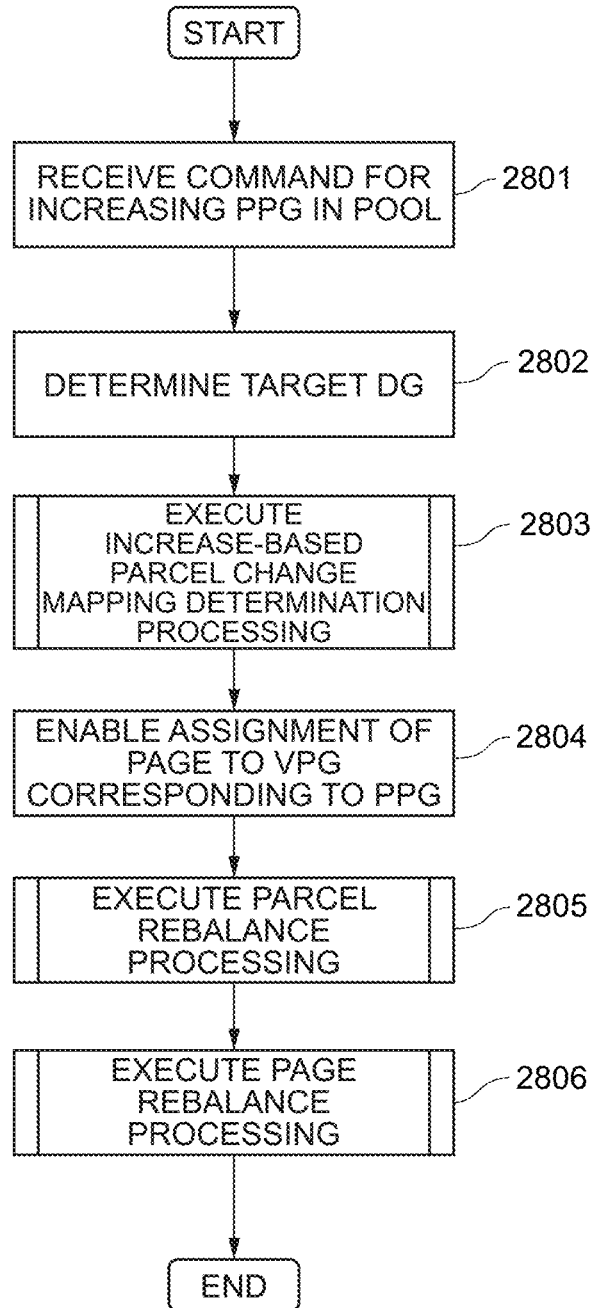 START
RECEIVE COMMAND FOR
INCREASING PPG IN POOL
2801
DETERMINE TARGET DG
2802
EXECUTE
INCREASE-BASED
PARCEL CHANGE
MAPPING DETERMINATION
PROCESSING
2803
ENABLE ASSIGNMENT OF
PAGE TO VPG
CORRESPONDING TO PPG
2804
EXECUTE PARCEL
REBALANCE
PROCESSING
2805
EXECUTE PAGE
REBALANCE
PROCESSING
2806
END